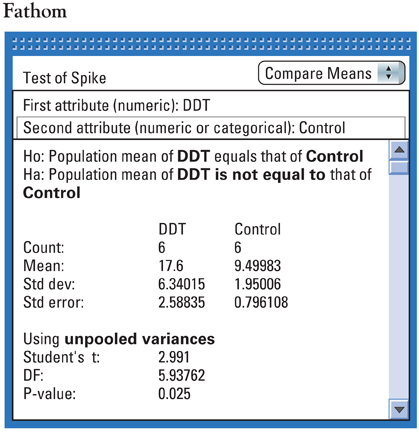 Fathom
Test of Spike
Compare Means
First attribute (numeric): DDT
Second attribute (numeric or categorical): Control
Ho: Population mean of DDT equals that of Control
Ha: Population mean of DDT is not equal to that of
Control
DDT Control
Count: 6 6
Mean: 17.6 9.49983
Std dev: 6.34015 1.95006
Std error: 2.58835 0.796108
Using unpooled variances
Student's t: 2.991
DF: 5.93762
P-value: 0.025